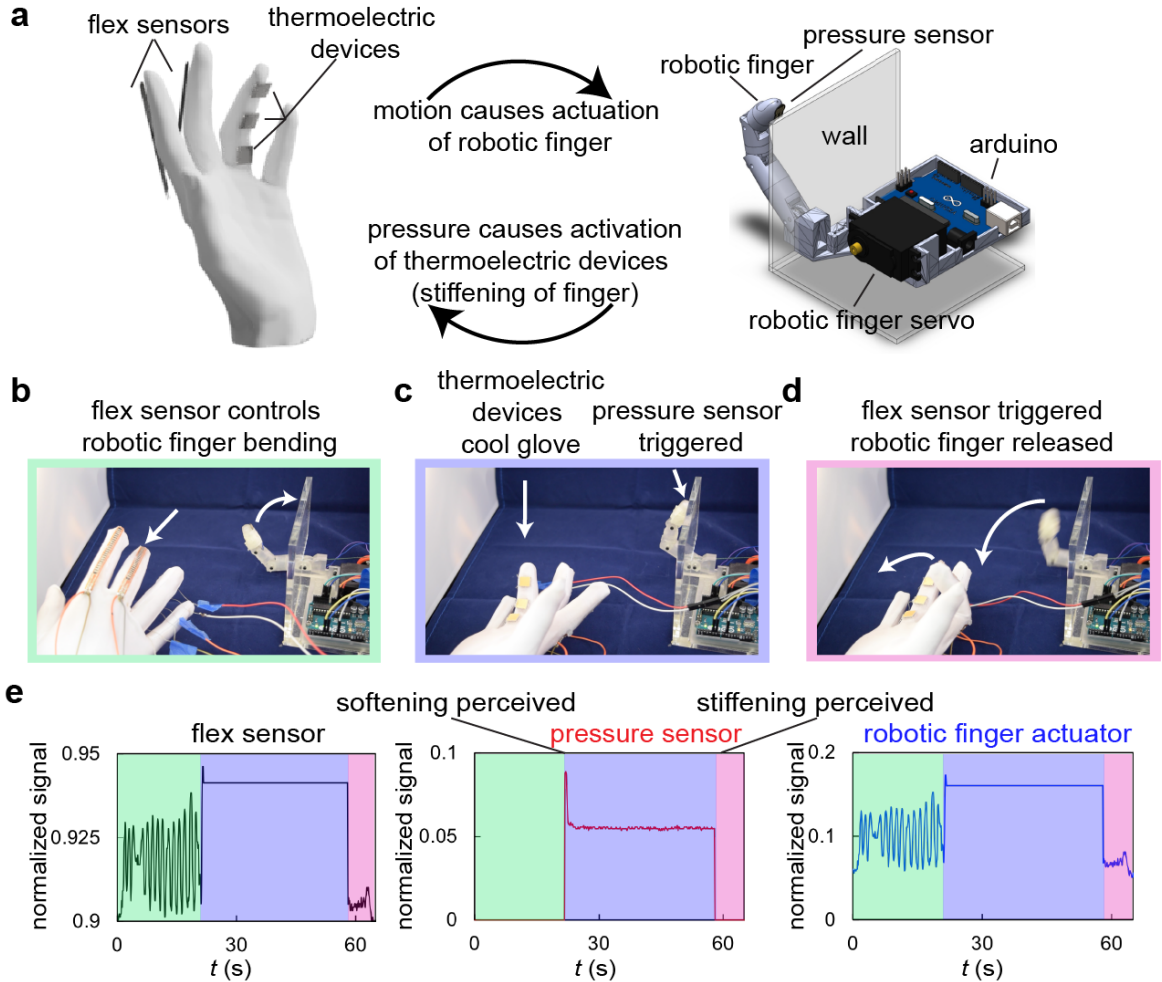 a
flex sensors
thermoelectric
devices
motion causes actuation
of robotic finger
pressure causes activation
of thermoelectric devices
(stiffening of finger)
pressure sensor
robotic finger
wall
arduino
robotic finger servo
b
flex sensor controls
robotic finger bending
c
thermoelectric
devices
cool glove
pressure sensor
triggered
d
flex sensor triggered
robotic finger released
e
softening perceived
stiffening perceived
flex sensor
normalized signal
0.95
0.925
0.9
0
30
60
t (s)
pressure sensor
normalized signal
0.1
0.05
0
0
30
60
t (s)
robotic finger actuator
normalized signal
0.2
0.1
0
0
30
60
t (s)